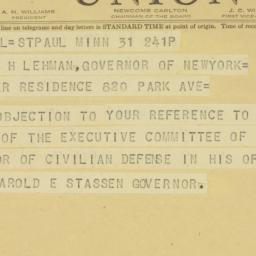 UNION
A. N. WILLIAMS
PRESIDENT
NEWCOMB CARLTON
CHAIRMAN OF THE BOARD
J. C. W
FIRST VICE-
line on telegrams and day letters is STANDARD TIME at point of origin. Time of rece
L=STPAUL MINN 31 241P
H LEHMAN, GOVERNOR OF NEWYORK=
R RESIDENCE 820 PARK AVE=
OBJECTION TO YOUR REFERENCE TO
OF THE EXECUTIVE COMMITTEE OF
OR OF CIVILIAN DEFENSE IN HIS OF
HAROLD E STASSEN GOVERNOR.